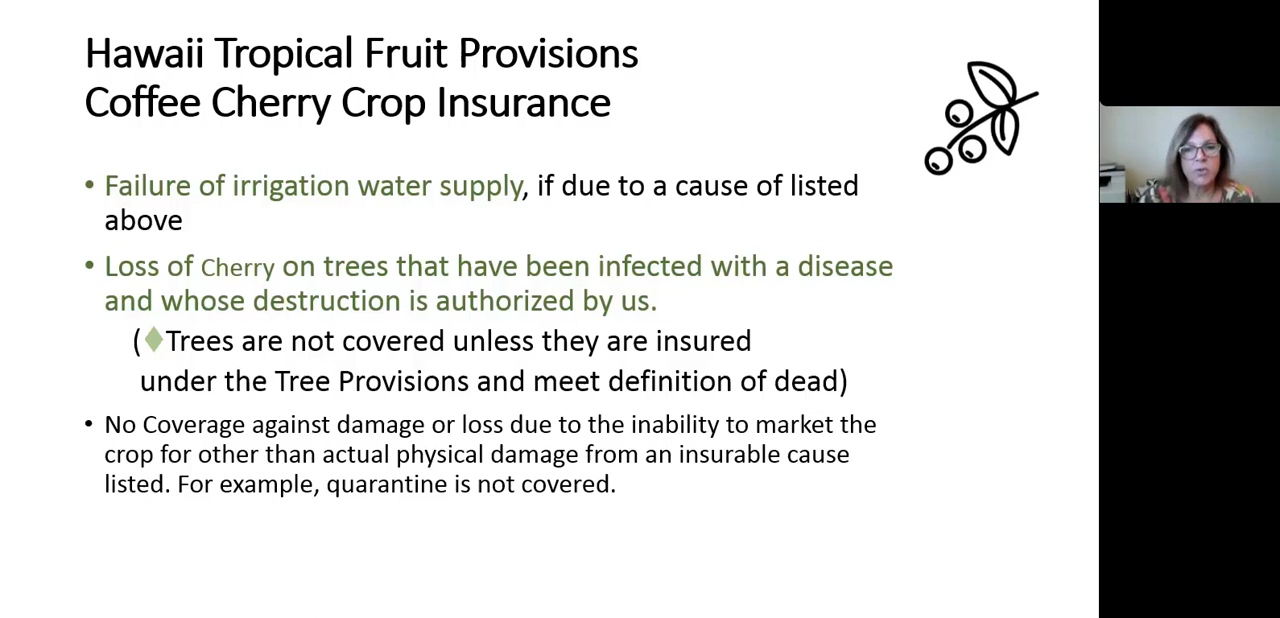 Hawaii Tropical Fruit Provisions
Coffee Cherry Crop Insurance
• Failure of irrigation water supply, if due to a cause of listed
above
• Loss of Cherry on trees that have been infected with a disease
and whose destruction is authorized by us.
(♦Trees are not covered unless they are insured
under the Tree Provisions and meet definition of dead)
• No Coverage against damage or loss due to the inability to market the
crop for other than actual physical damage from an insurable cause
listed. For example, quarantine is not covered.